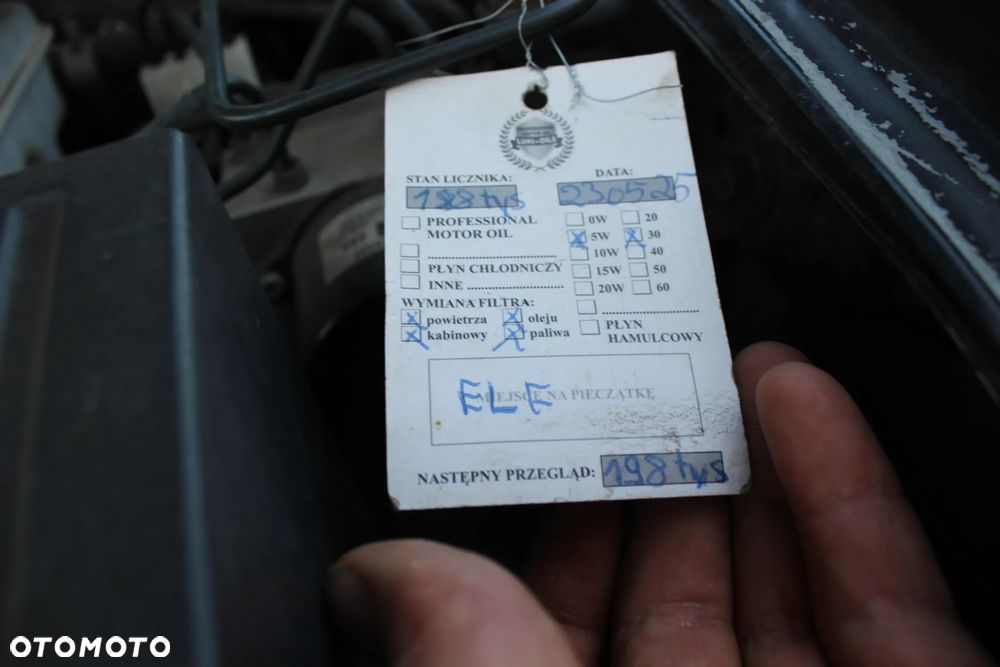 LUKI-OIL
STAN LICZNIKA: DATA:
188 tys 230525
PROFESSIONAL MOTOR OIL
0W 20
5W 30
10W 40
15W 50
20W 60
PŁYN CHŁODNICZY
INNE
WYMIANA FILTRA:
powietrza oleju
kabinowy paliwa
PŁYN
HAMULCOWY
MIEJSCE NA PIECZĄTKĘ
ELF
NASTĘPNY PRZEGLĄD: 198 tys
OTOMOTO